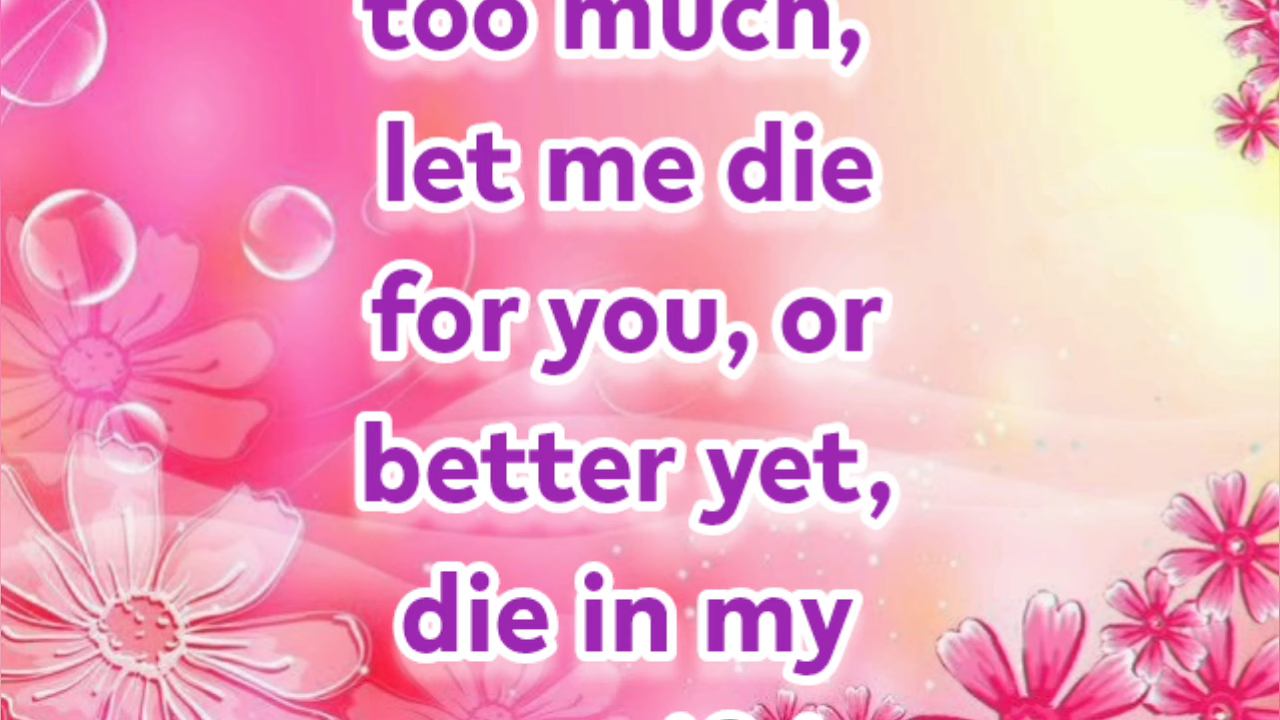 too much,
let me die
for you, or
better yet,
die in my